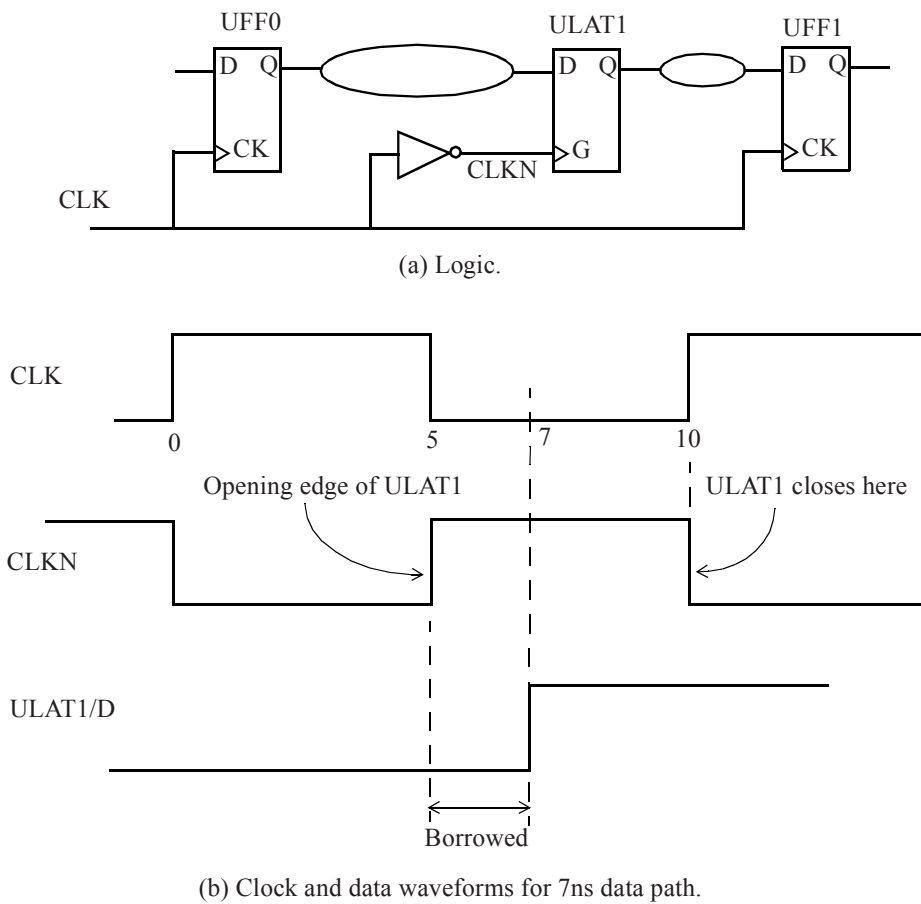 UFF0 ULAT1 UFF1
D Q D Q D Q
CK CLKN G CK
CLK
(a) Logic.
CLK
0 5 7 10
Opening edge of ULAT1 ULAT1 closes here
CLKN
ULAT1/D
Borrowed
(b) Clock and data waveforms for 7ns data path.